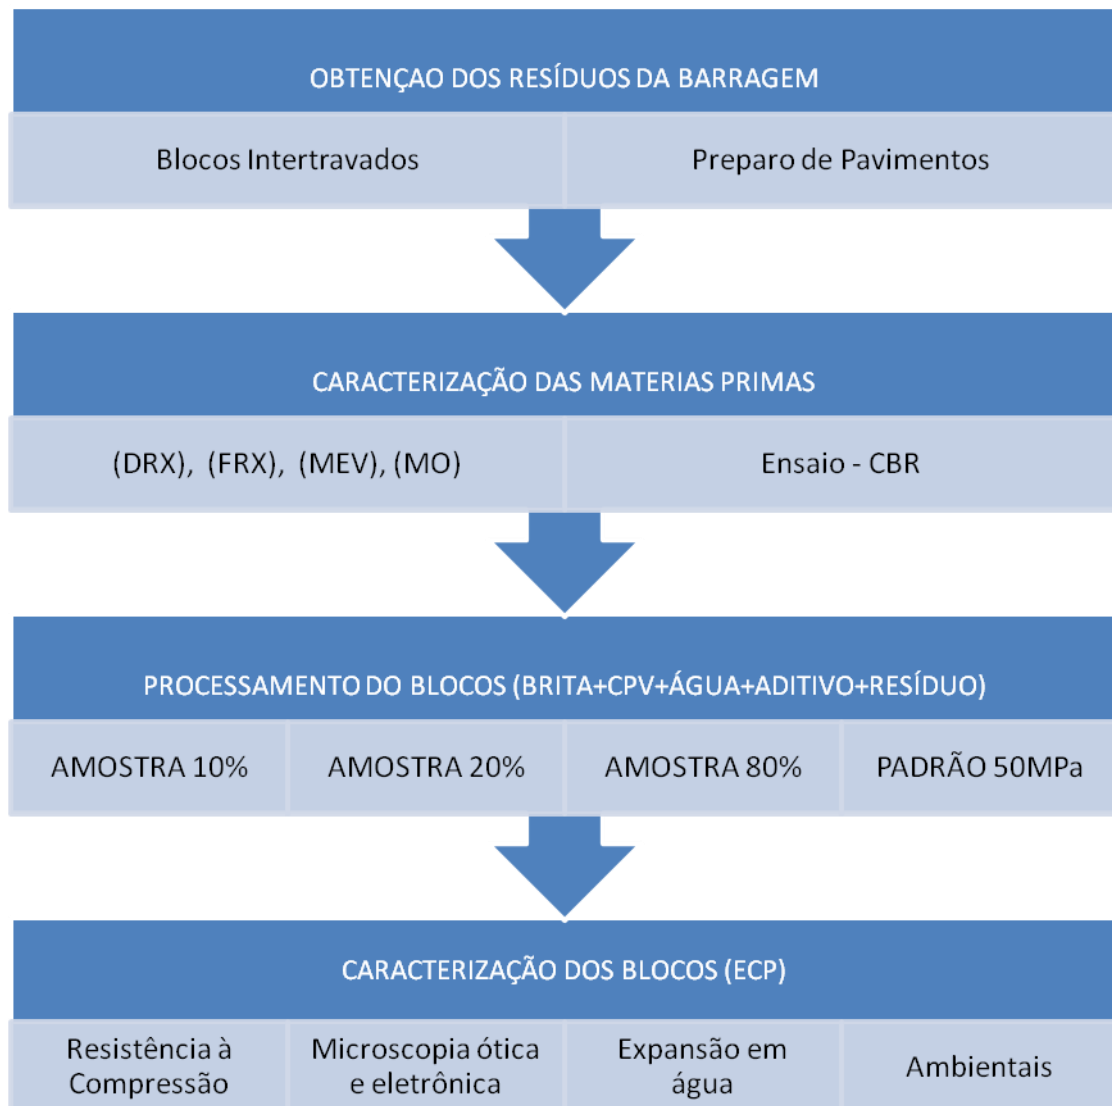 OBTENÇAO DOS RESÍDUOS DA BARRAGEM
Blocos Intertravados
Preparo de Pavimentos
CARACTERIZAÇÃO DAS MATERIAS PRIMAS
(DRX), (FRX), (MEV), (MO)
Ensaio - CBR
PROCESSAMENTO DO BLOCOS (BRITA+CPV+ÁGUA+ADITIVO+RESÍDUO)
AMOSTRA 10%
AMOSTRA 20%
AMOSTRA 80%
PADRÃO 50MPa
CARACTERIZAÇÃO DOS BLOCOS (ECP)
Resistência à
Compressão
Microscopia ótica
e eletrônica
Expansão em
água
Ambientais